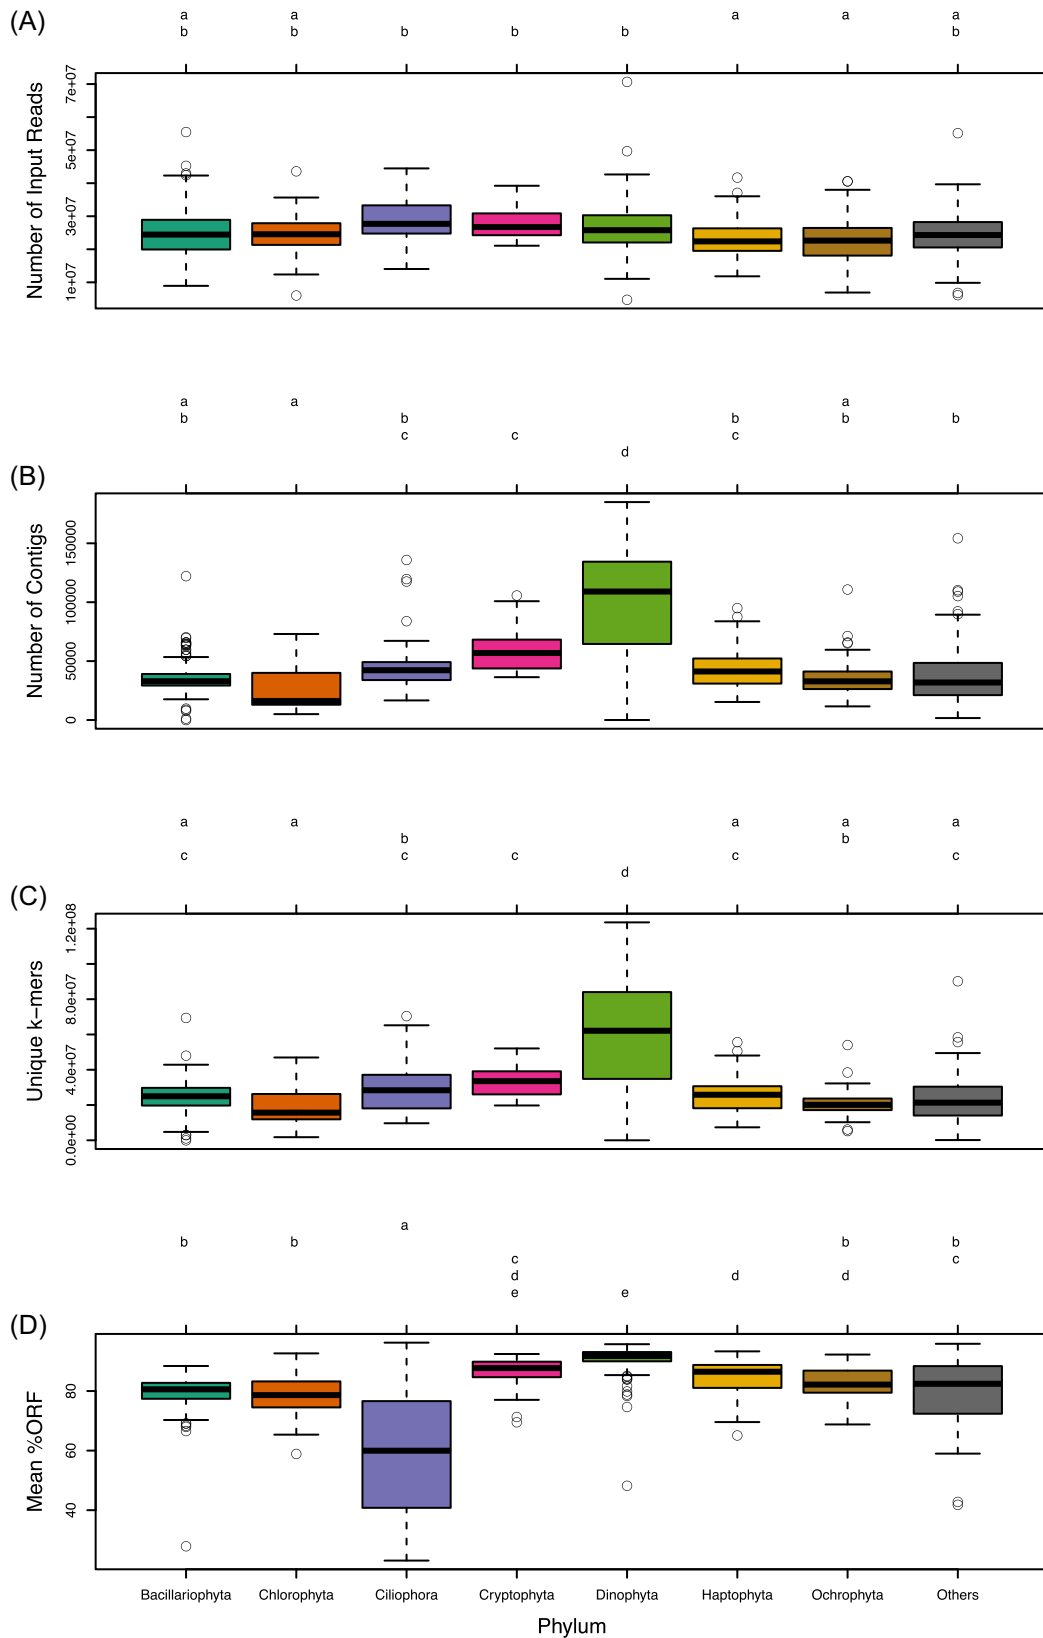 (A)
a a a a a
b b b b b b
Number of Input Reads
7e+07
5e+07
3e+07
1e+07
a a a
b b b b b
c c c
d
(B)
Number of Contigs
150000
100000
50000
0
a a a a a
b b
c c c c c
d
(C)
Unique k−mers
1.2e+08
8.0e+07
4.0e+07
0.0e+00
a
b b b b
c c
d d d
e e
(D)
Mean %ORF
80
60
40
Bacillariophyta Chlorophyta Ciliophora Cryptophyta Dinophyta Haptophyta Ochrophyta Others
Phylum